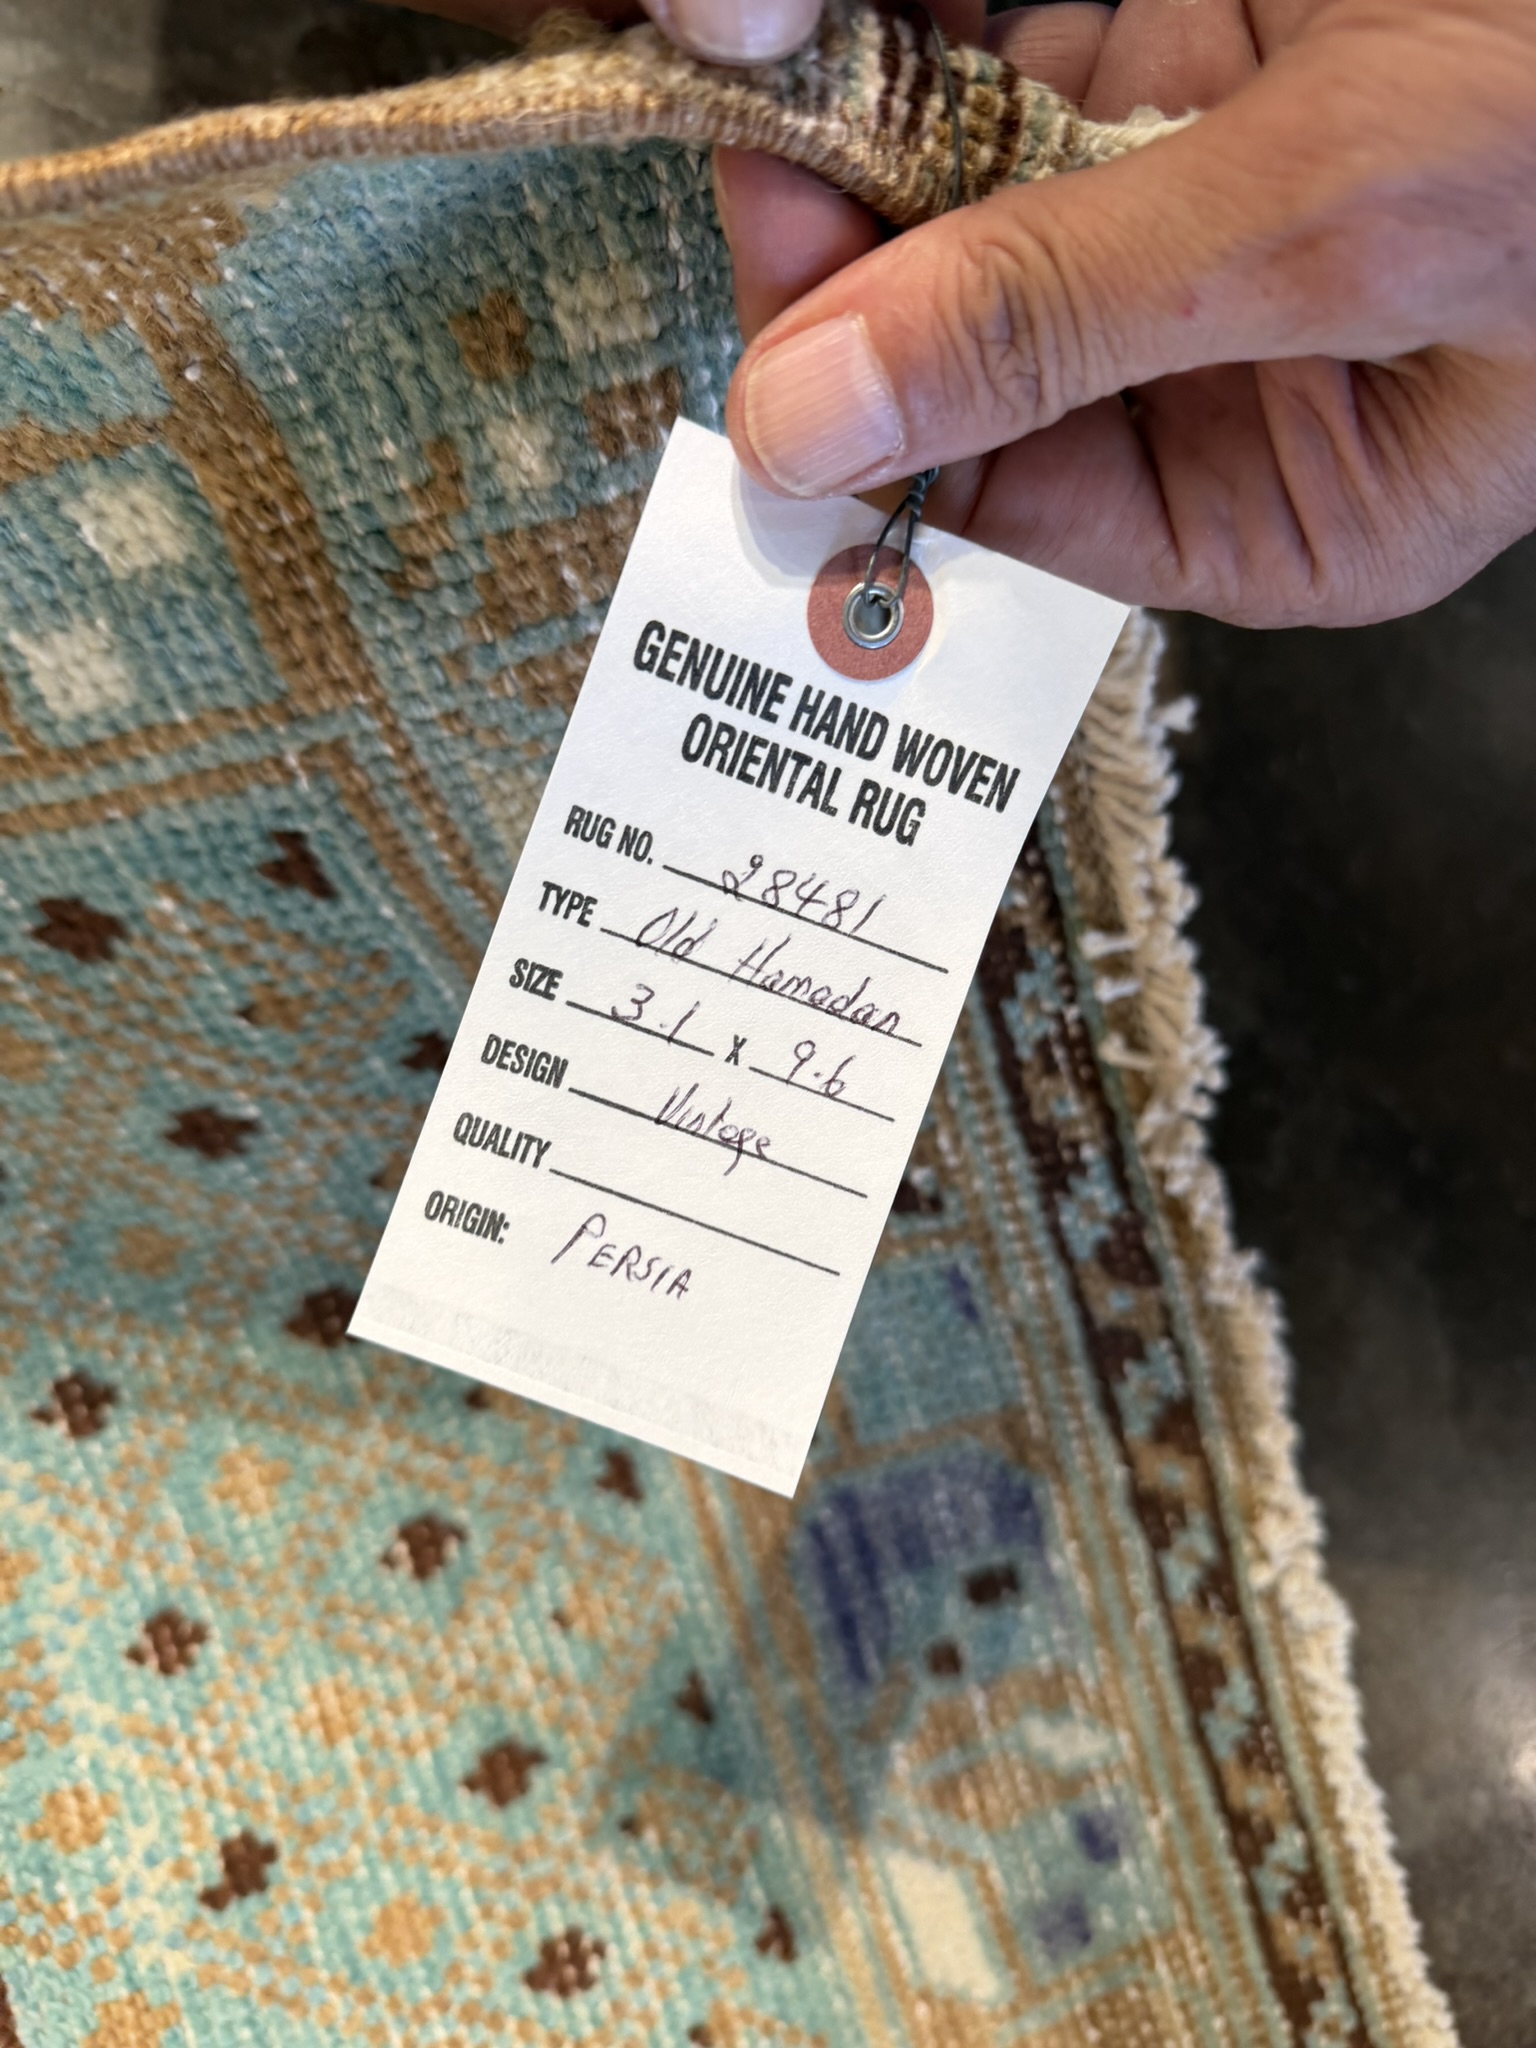 GENUINE HAND WOVEN
ORIENTAL RUG
RUG NO. 28481
TYPE Old Hamadan
SIZE 3.1 X 9.6
DESIGN Vintage
QUALITY
ORIGIN: PERSIA